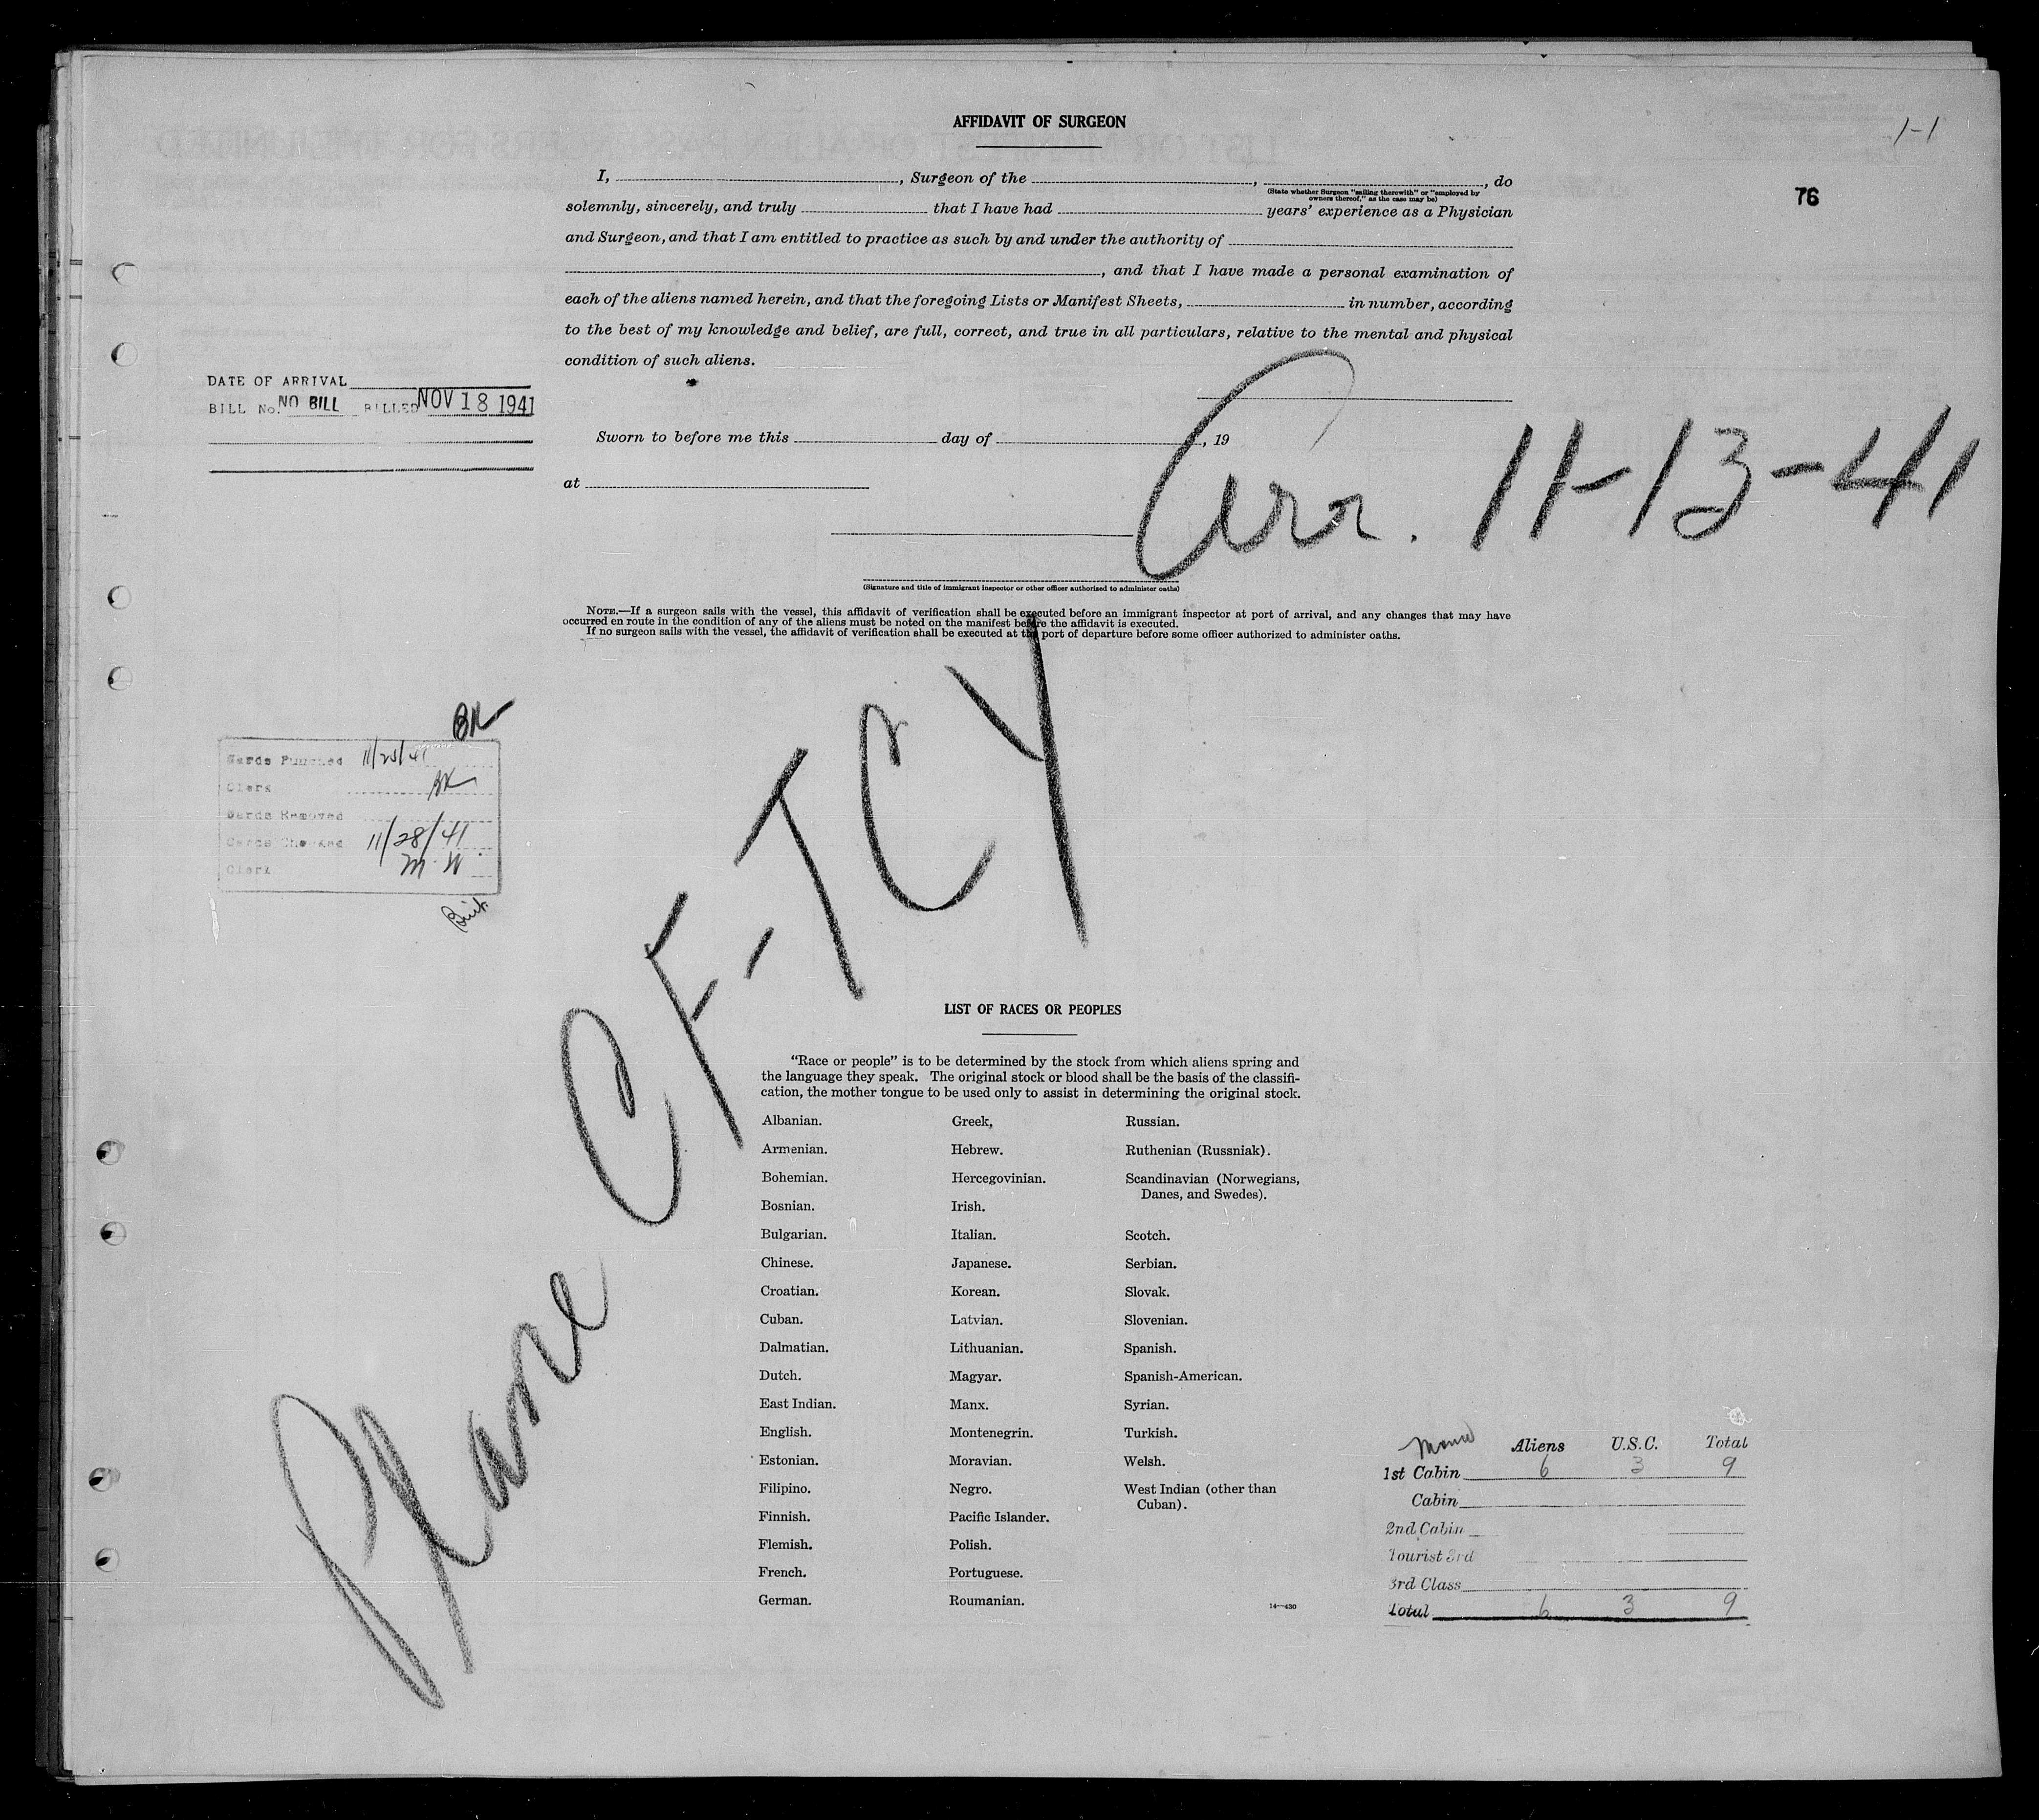 AFFIDAVIT OF SURGEON
1-1
76
I, , Surgeon of the , , do
(State whether Surgeon "sailing therewith" or "employed by
owners thereof," as the case may be)
solemnly, sincerely, and truly that I have had years' experience as a Physician
and Surgeon, and that I am entitled to practice as such by and under the authority of
, and that I have made a personal examination of
each of the aliens named herein, and that the foregoing Lists or Manifest Sheets, in number, according
to the best of my knowledge and belief, are full, correct, and true in all particulars, relative to the mental and physical
condition of such aliens.
DATE OF ARRIVAL
BILL No. NO BILL BILLED NOV 18 1941
Sworn to before me this day of , 19
at
Arr. 11-13-41
(Signature and title of immigrant inspector or other officer authorized to administer oaths)
NOTE.—If a surgeon sails with the vessel, this affidavit of verification shall be executed before an immigrant inspector at port of arrival, and any changes that may have
occurred en route in the condition of any of the aliens must be noted on the manifest before the affidavit is executed.
If no surgeon sails with the vessel, the affidavit of verification shall be executed at the port of departure before some officer authorized to administer oaths.
BK
Cards Punched
Clerk BK
Cards Removed
Cards Checked 11/28/41
Clerk M W
Plane CF-TCY
LIST OF RACES OR PEOPLES
"Race or people" is to be determined by the stock from which aliens spring and
the language they speak. The original stock or blood shall be the basis of the classifi-
cation, the mother tongue to be used only to assist in determining the original stock.
Albanian. Greek, Russian.
Armenian. Hebrew. Ruthenian (Russniak).
Bohemian. Hercegovinian. Scandinavian (Norwegians,
Danes, and Swedes).
Bosnian. Irish.
Bulgarian. Italian. Scotch.
Chinese. Japanese. Serbian.
Croatian. Korean. Slovak.
Cuban. Latvian. Slovenian.
Dalmatian. Lithuanian. Spanish.
Dutch. Magyar. Spanish-American.
East Indian. Manx. Syrian.
English. Montenegrin. Turkish.
Estonian. Moravian. Welsh.
Filipino. Negro. West Indian (other than
Cuban).
Finnish. Pacific Islander.
Flemish. Polish.
French. Portuguese.
German. Roumanian.
14—430
Aliens U.S.C. Total
1st Cabin 6 3 9
Cabin
2nd Cabin
Tourist 3rd
3rd Class
Total 6 3 9